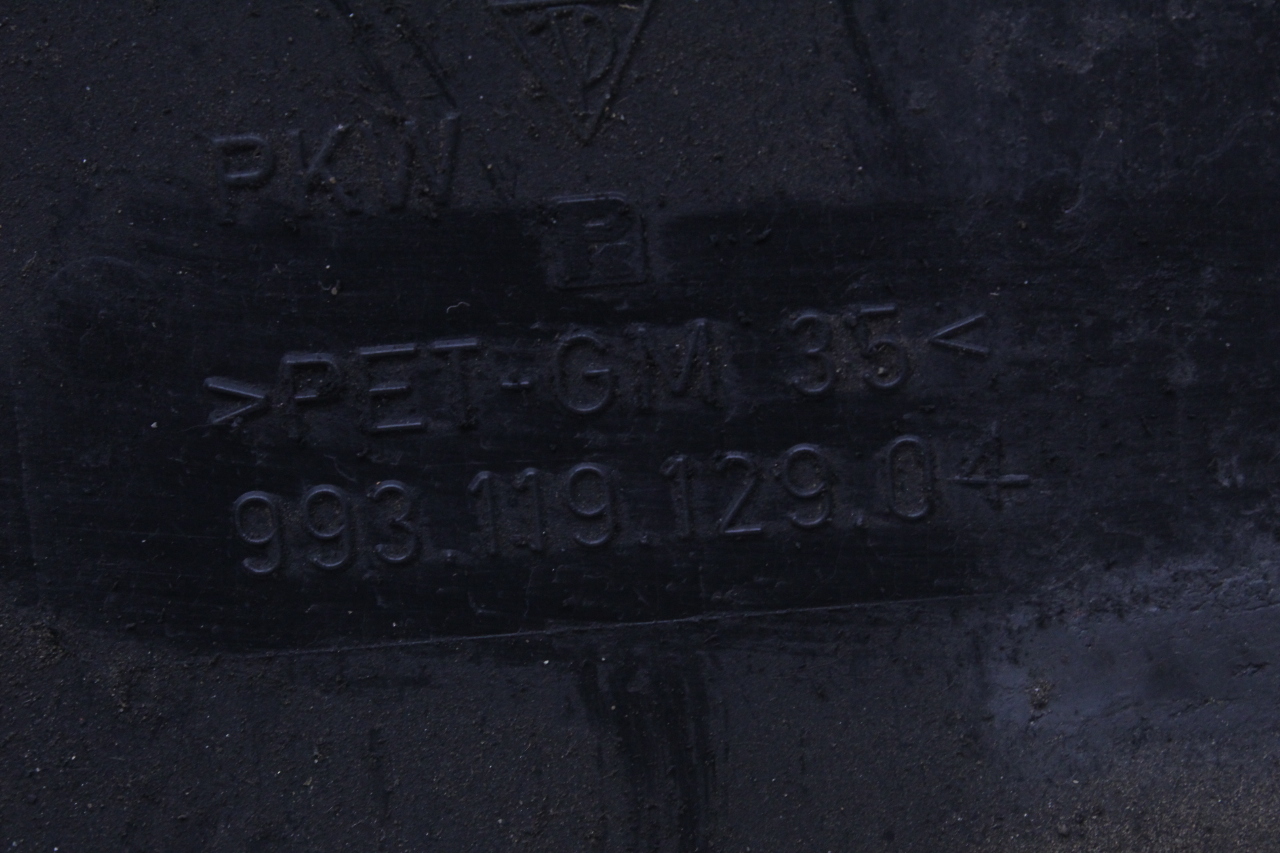 PKW
P
>PET-GM 35<
993.119.129.04